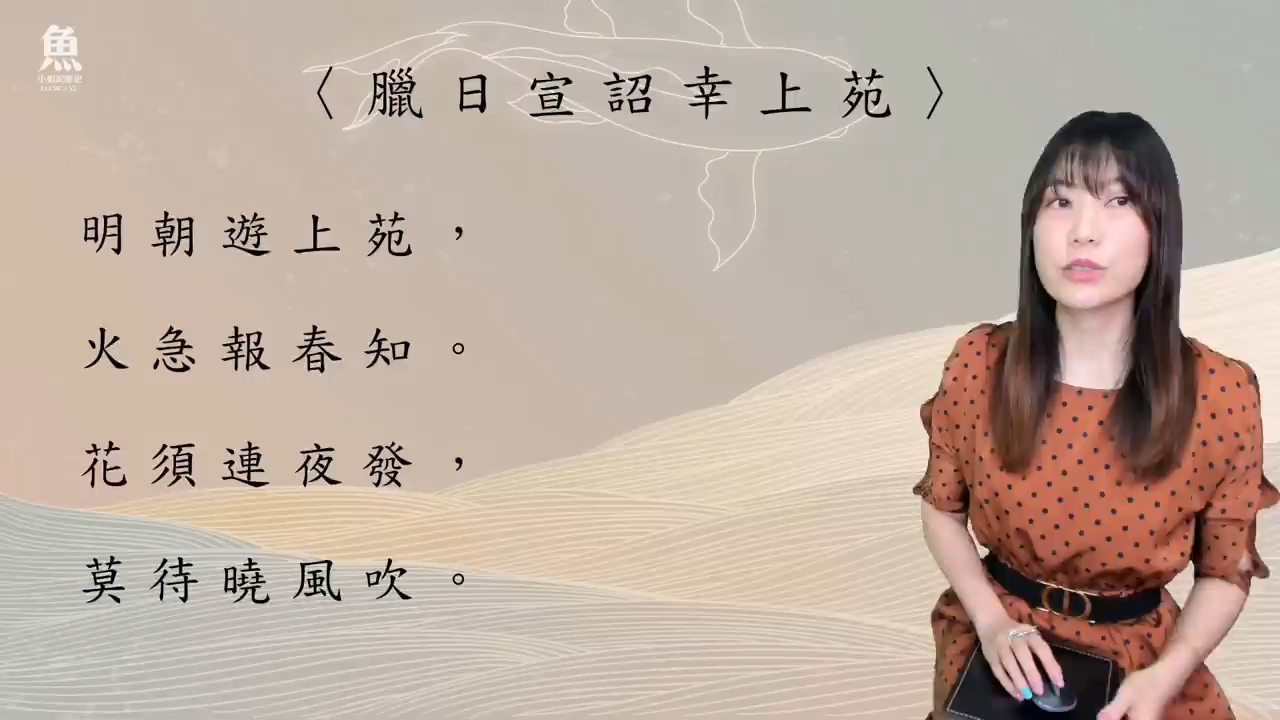 魚
〈臘日宣詔幸上苑〉
明朝遊上苑，
火急報春知。
花須連夜發，
莫待曉風吹。